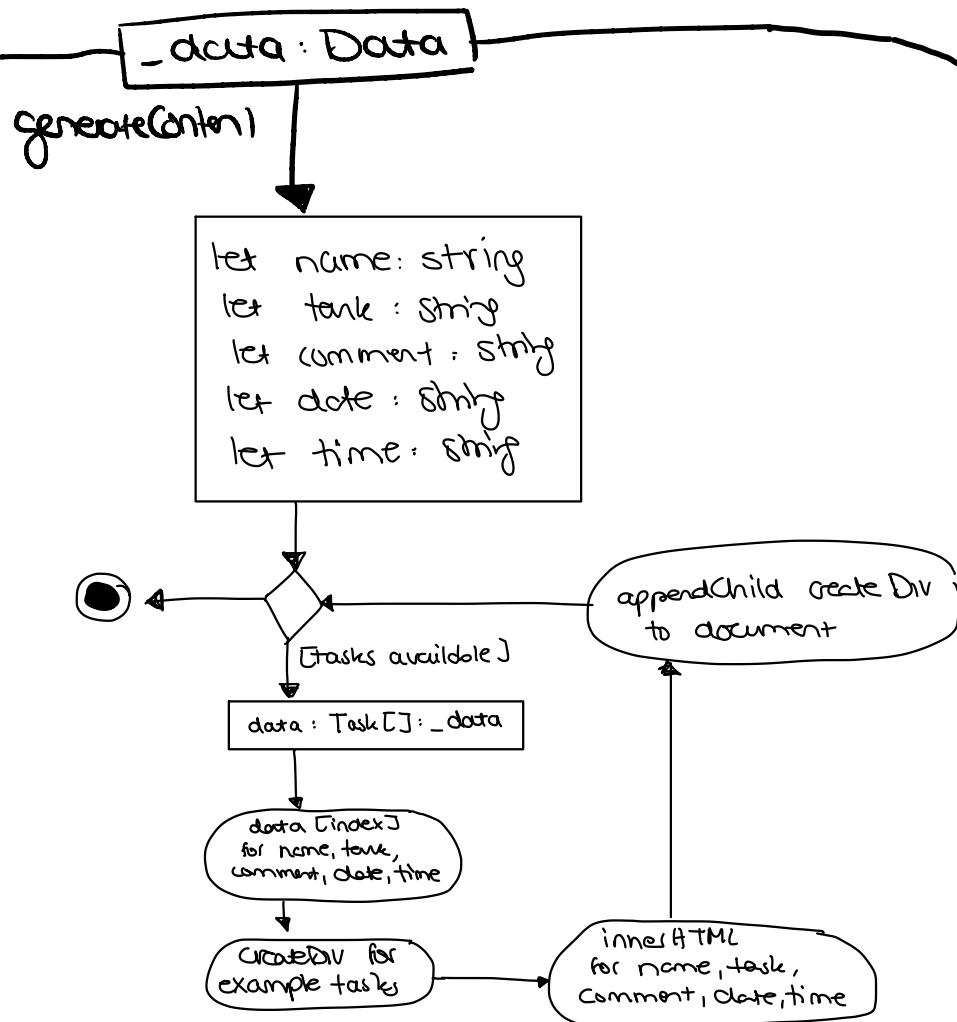 _data : Data
generateContent
let name: string
let task : string
let comment : string
let date : string
let time : string
appendChild createDiv
to document
[tasks available]
data : Task[] : _data
data [index]
for name, task,
comment, date, time
createDiv for
example tasks
innerHTML
for name, task,
comment, date, time